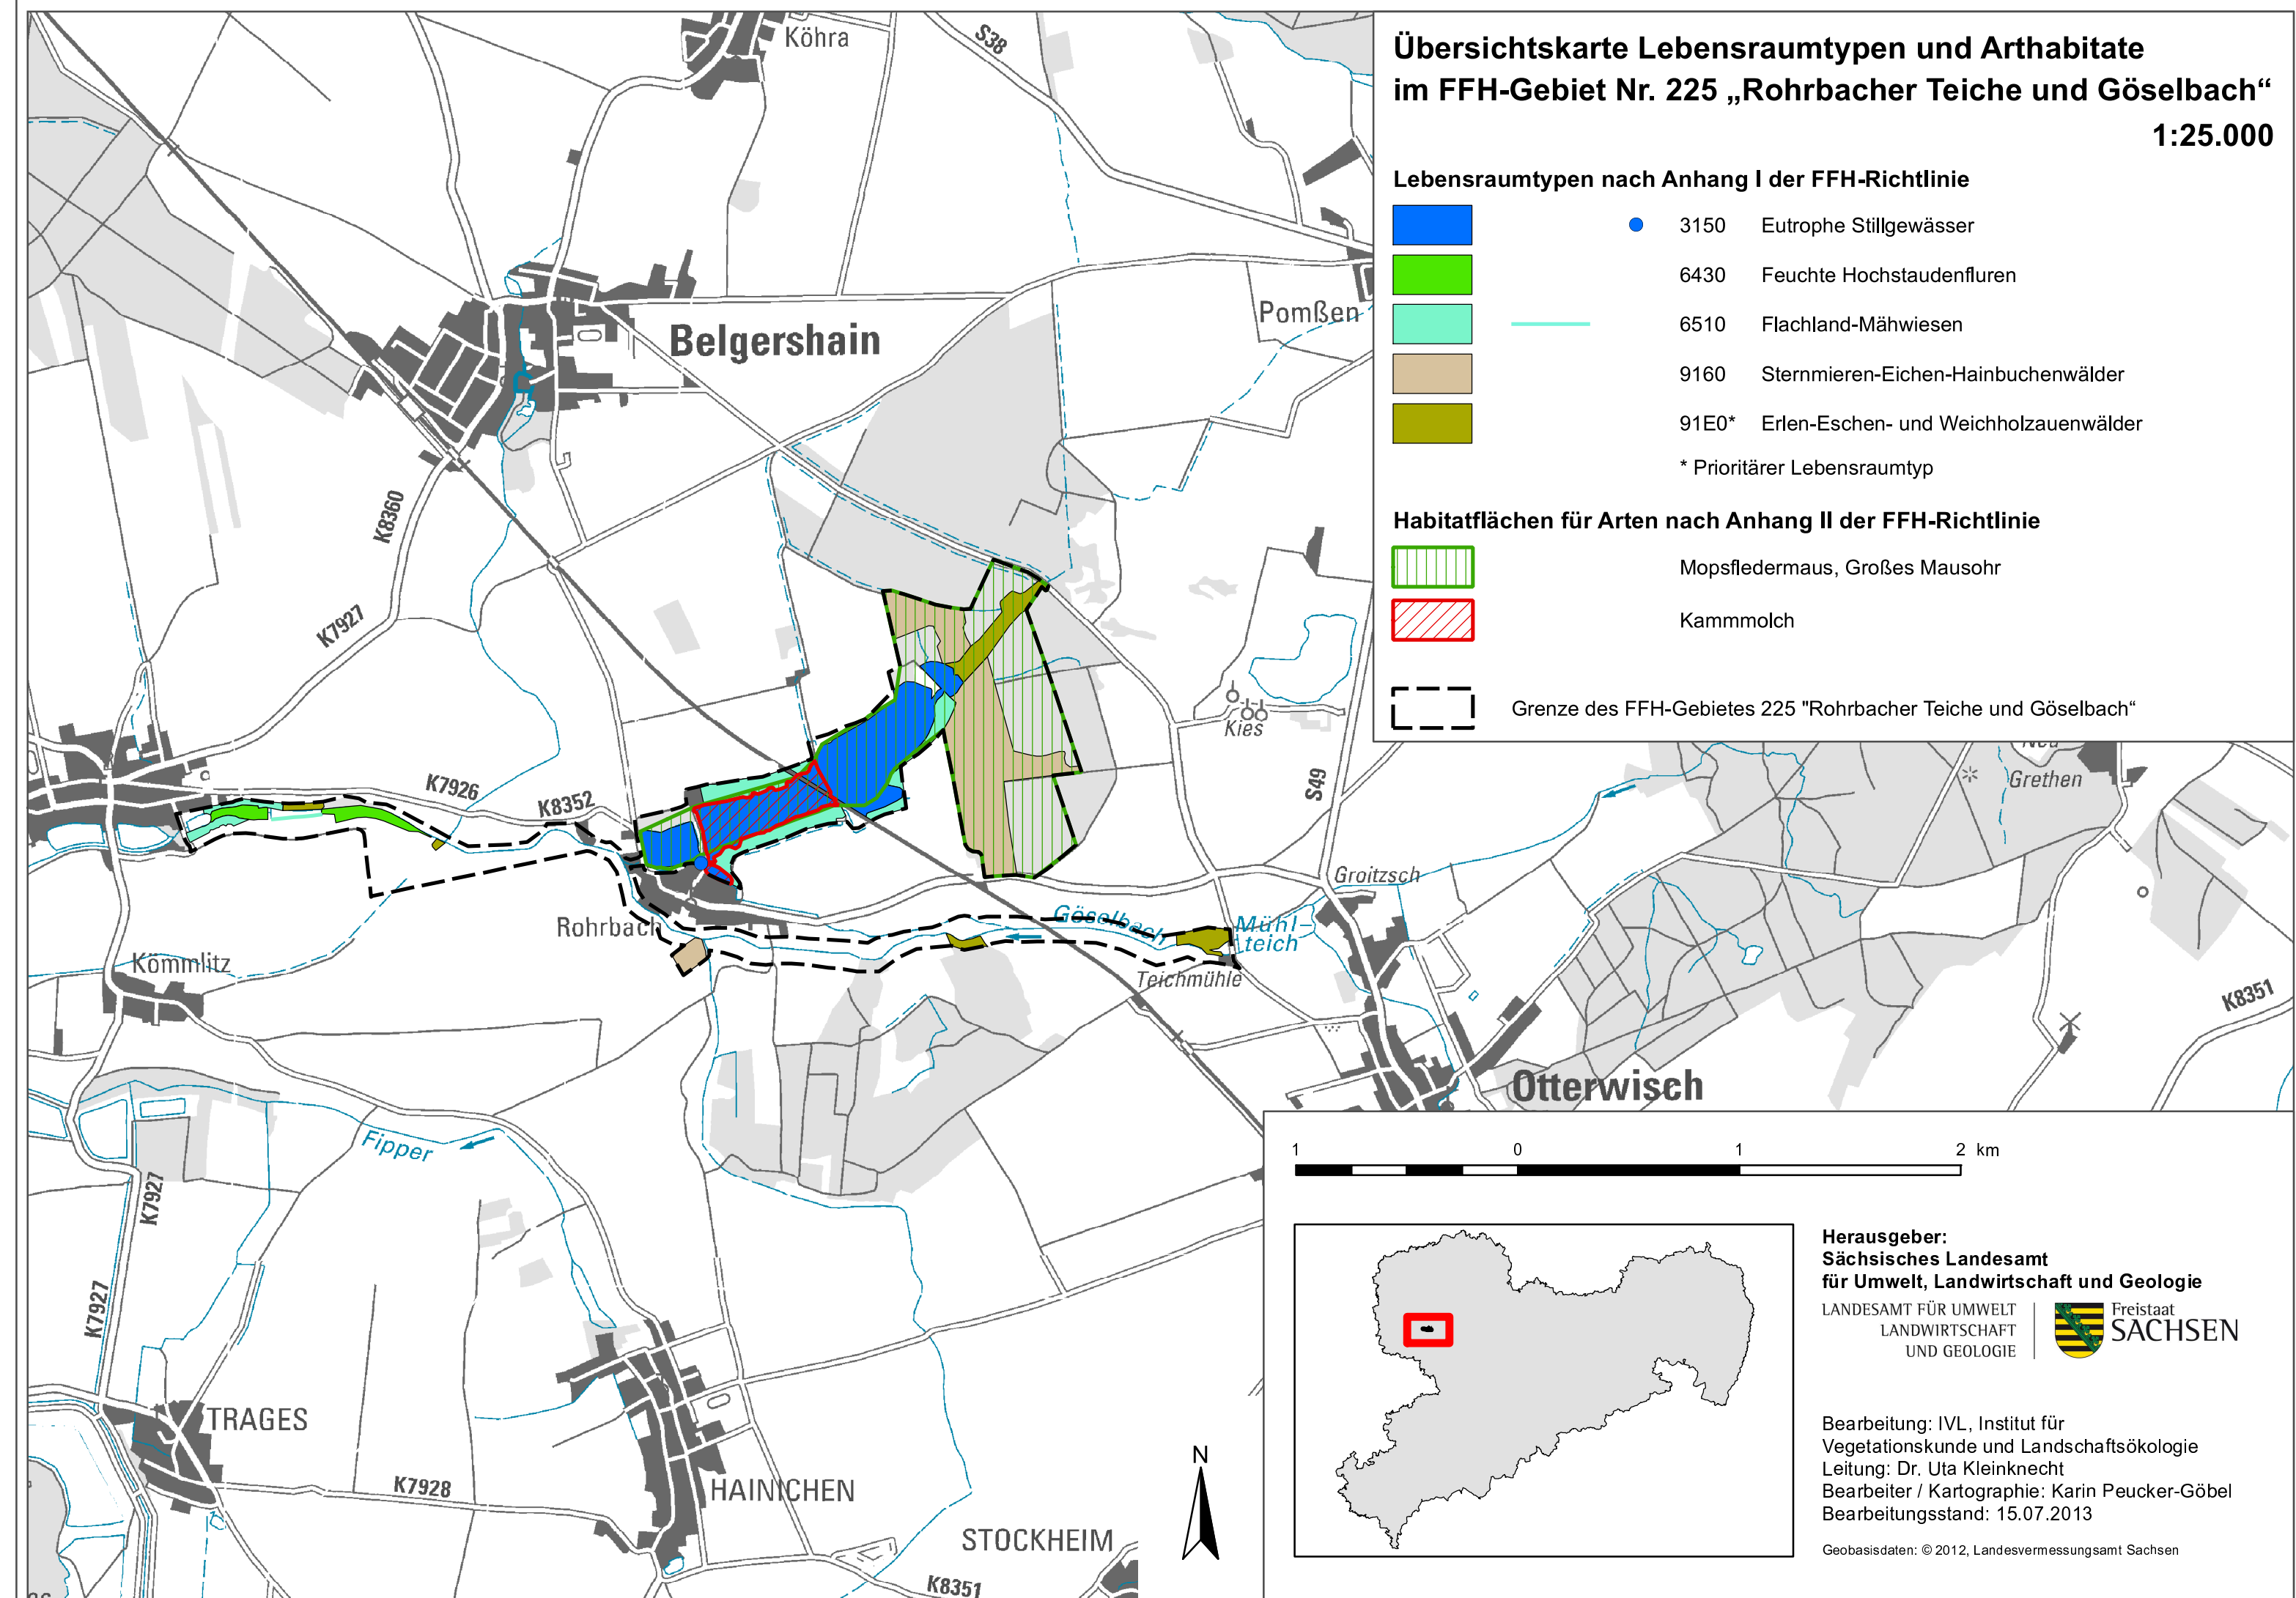 Übersichtskarte Lebensraumtypen und Arthabitate
im FFH-Gebiet Nr. 225 „Rohrbacher Teiche und Göselbach“
1:25.000
Lebensraumtypen nach Anhang I der FFH-Richtlinie
3150 Eutrophe Stillgewässer
6430 Feuchte Hochstaudenfluren
6510 Flachland-Mähwiesen
9160 Sternmieren-Eichen-Hainbuchenwälder
91E0* Erlen-Eschen- und Weichholzauenwälder
* Prioritärer Lebensraumtyp
Habitatflächen für Arten nach Anhang II der FFH-Richtlinie
Mopsfledermaus, Großes Mausohr
Kammmolch
Grenze des FFH-Gebietes 225 "Rohrbacher Teiche und Göselbach“
Köhra
S38
Pomßen
Belgershain
K8360
K7927
Kies
S49
Grethen
K7926
K8352
Groitzsch
Rohrbach
Göselbach
Mühl-
teich
Teichmühle
Kömmlitz
K8351
Otterwisch
Fipper
K7927
K7927
TRAGES
K7928
HAINICHEN
STOCKHEIM
K8351
N
1 0 1 2 km
Herausgeber:
Sächsisches Landesamt
für Umwelt, Landwirtschaft und Geologie
LANDESAMT FÜR UMWELT
LANDWIRTSCHAFT
UND GEOLOGIE
Freistaat
SACHSEN
Bearbeitung: IVL, Institut für
Vegetationskunde und Landschaftsökologie
Leitung: Dr. Uta Kleinknecht
Bearbeiter / Kartographie: Karin Peucker-Göbel
Bearbeitungsstand: 15.07.2013
Geobasisdaten: © 2012, Landesvermessungsamt Sachsen